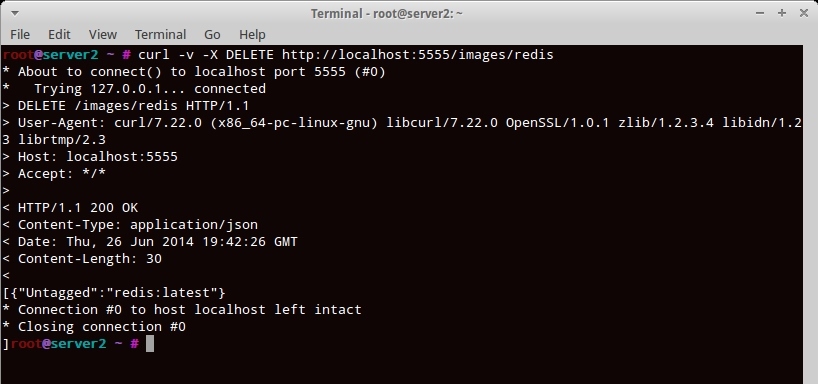 Terminal - root@server2: ~
File Edit View Terminal Go Help
root@server2 ~ # curl -v -X DELETE http://localhost:5555/images/redis
* About to connect() to localhost port 5555 (#0)
*   Trying 127.0.0.1... connected
> DELETE /images/redis HTTP/1.1
> User-Agent: curl/7.22.0 (x86_64-pc-linux-gnu) libcurl/7.22.0 OpenSSL/1.0.1 zlib/1.2.3.4 libidn/1.2
3 librtmp/2.3
> Host: localhost:5555
> Accept: */*
>
< HTTP/1.1 200 OK
< Content-Type: application/json
< Date: Thu, 26 Jun 2014 19:42:26 GMT
< Content-Length: 30
<
[{"Untagged":"redis:latest"}
* Connection #0 to host localhost left intact
* Closing connection #0
]root@server2 ~ #